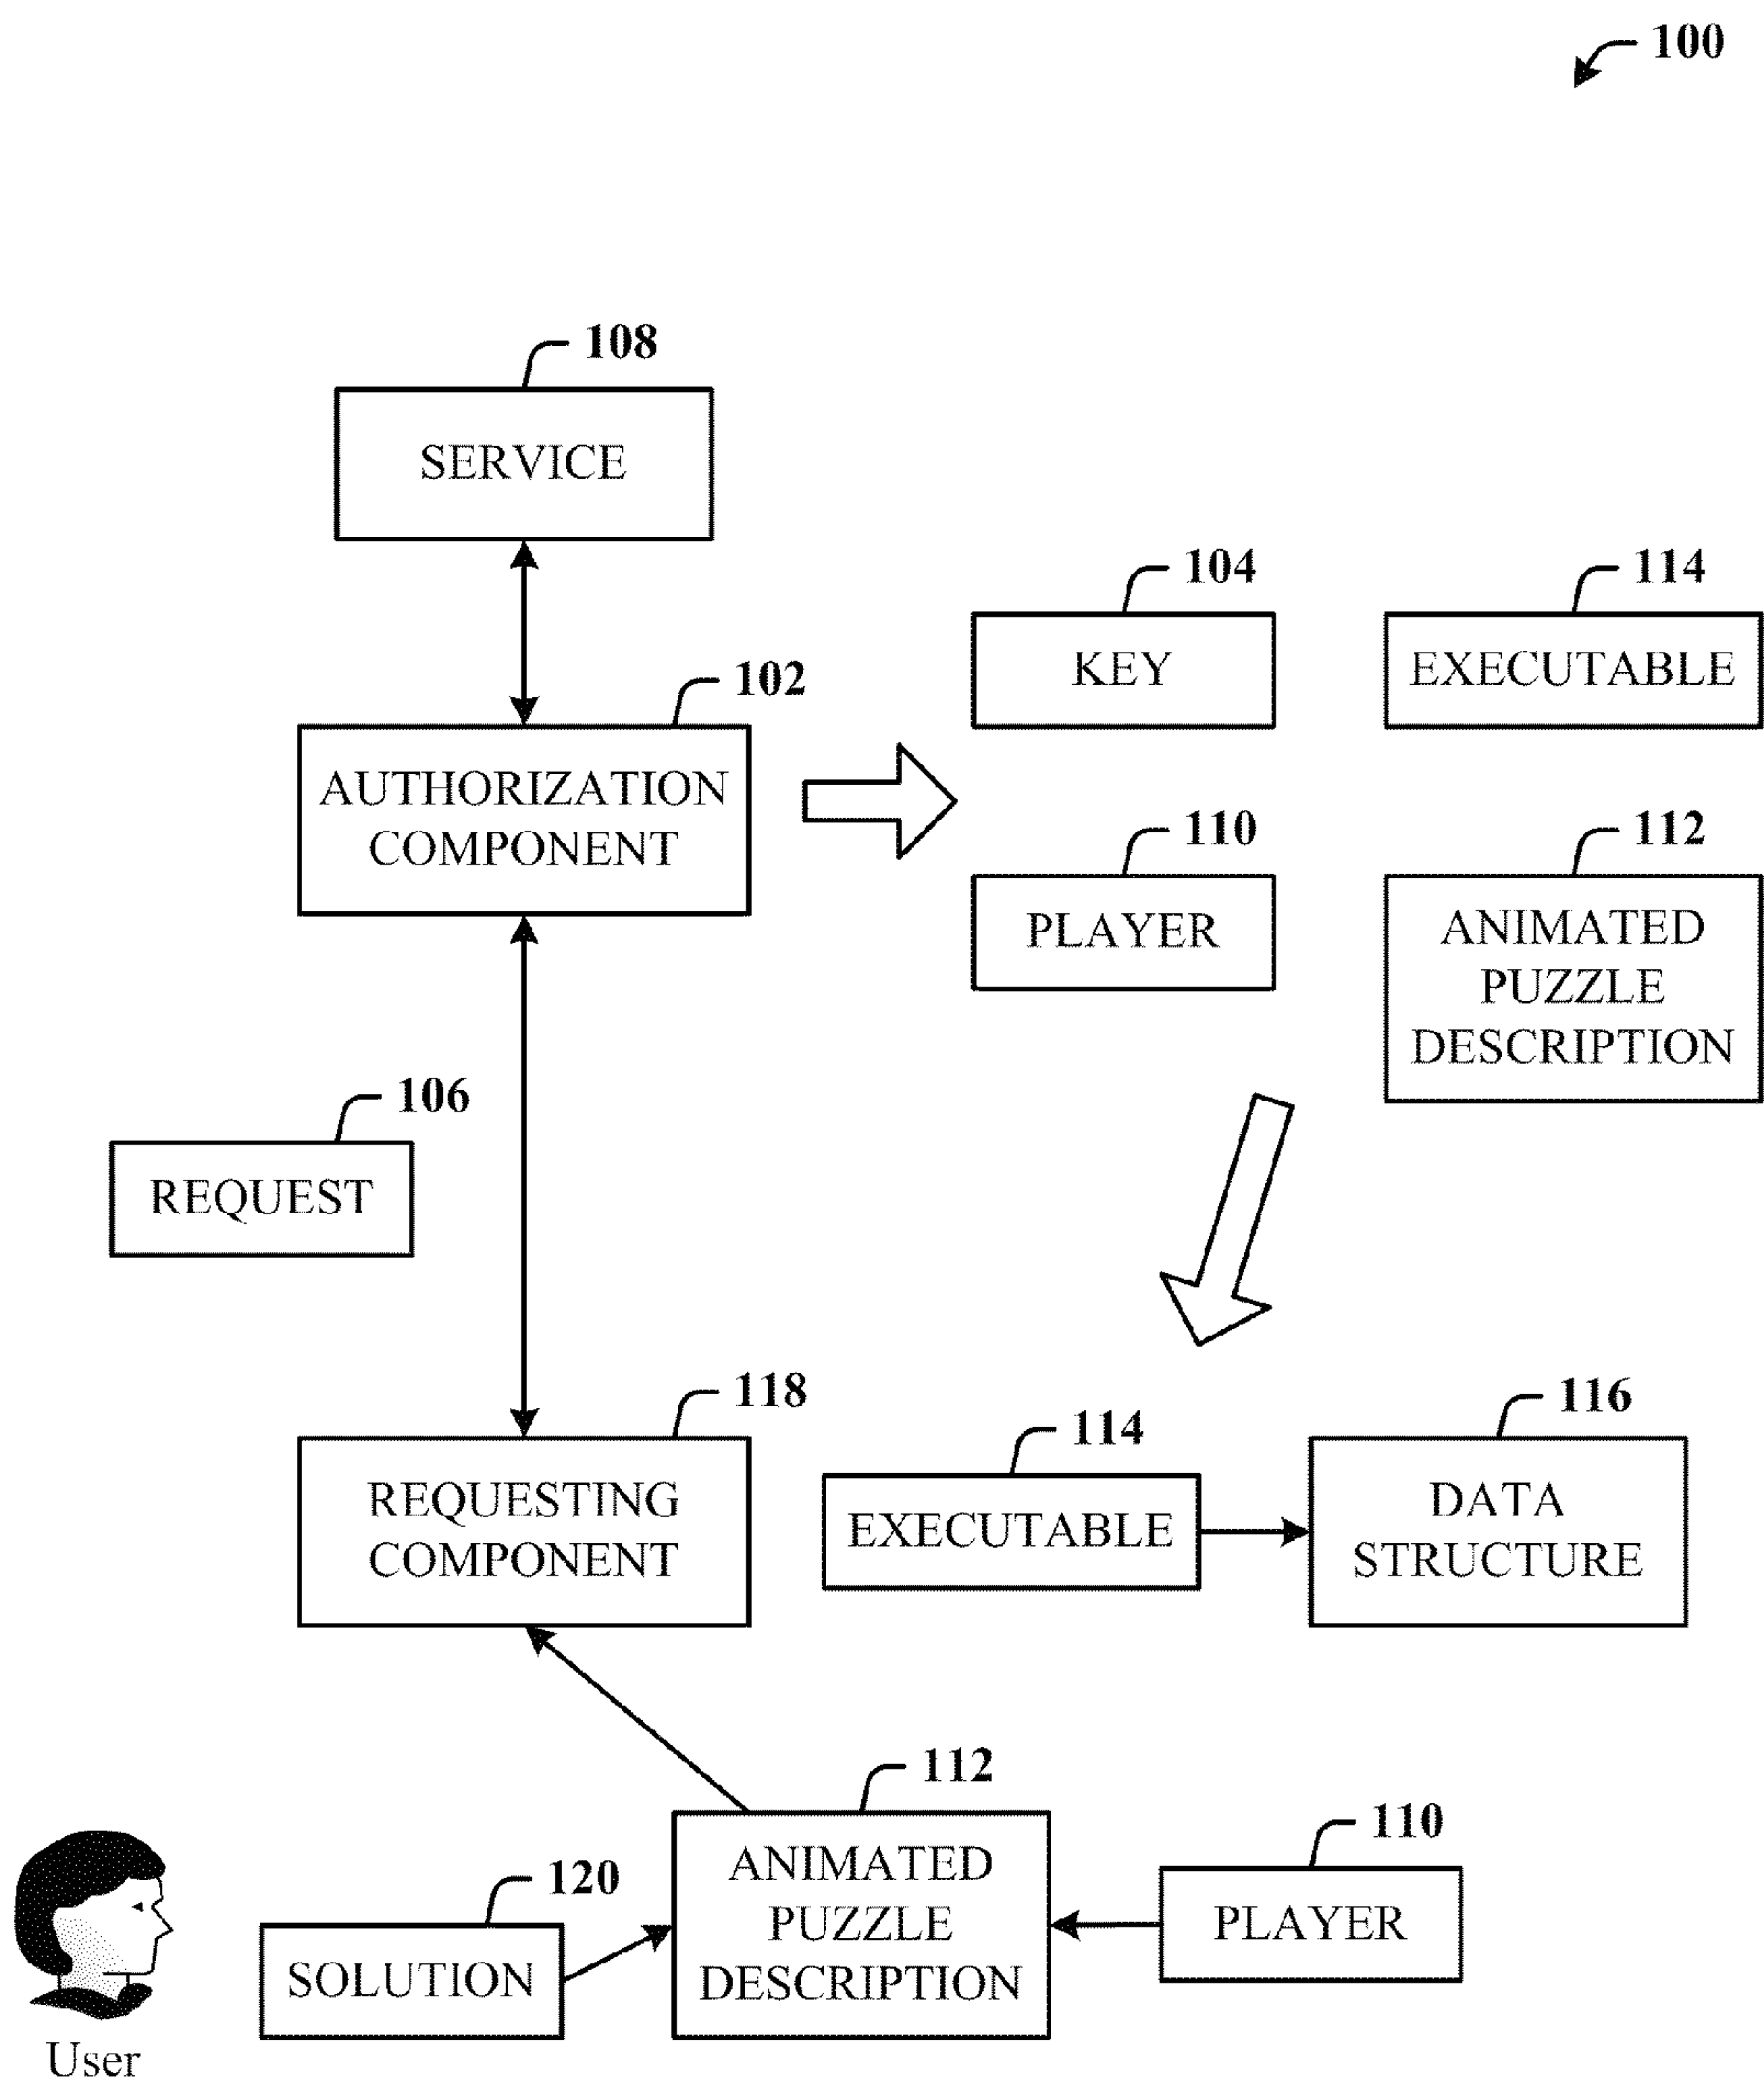 100
108
SERVICE
104
KEY
114
EXECUTABLE
102
AUTHORIZATION
COMPONENT
110
PLAYER
112
ANIMATED
PUZZLE
DESCRIPTION
106
REQUEST
118
REQUESTING
COMPONENT
114
EXECUTABLE
116
DATA
STRUCTURE
112
ANIMATED
PUZZLE
DESCRIPTION
110
PLAYER
120
SOLUTION
User